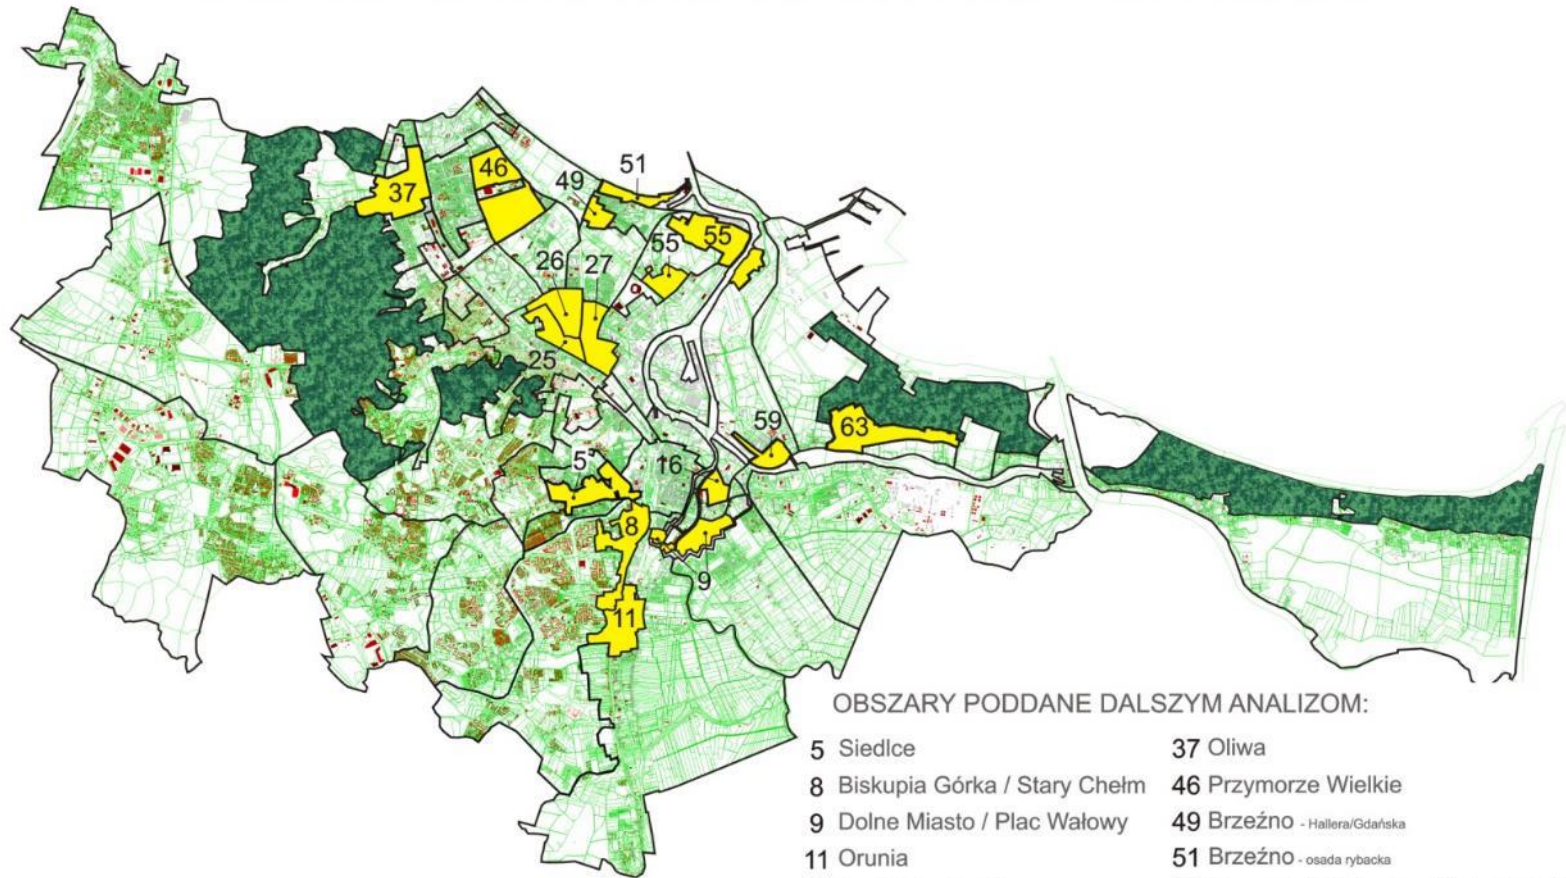 51
46
49
37
55
55
26
27
25
59
63
5
16
8
9
11
OBSZARY PODDANE DALSZYM ANALIZOM:
5 Siedlce
8 Biskupia Górka / Stary Chełm
9 Dolne Miasto / Plac Wałowy
11 Orunia
37 Oliwa
46 Przymorze Wielkie
49 Brzeźno - Hallera/Gdańska
51 Brzeźno - osada rybacka